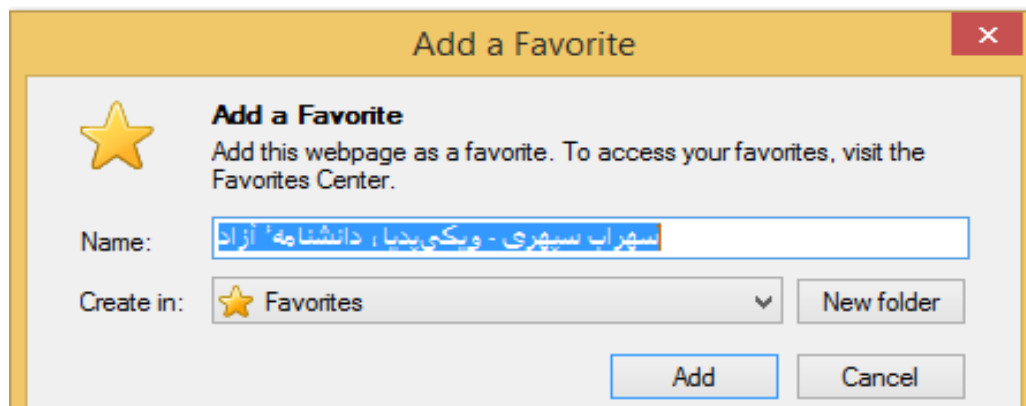 Add a Favorite
Add a Favorite
Add this webpage as a favorite. To access your favorites, visit the
Favorites Center.
Name: سهراب سپهری - ویکی‌پدیا، دانشنامهٔ آزاد
Create in: Favorites New folder
Add Cancel